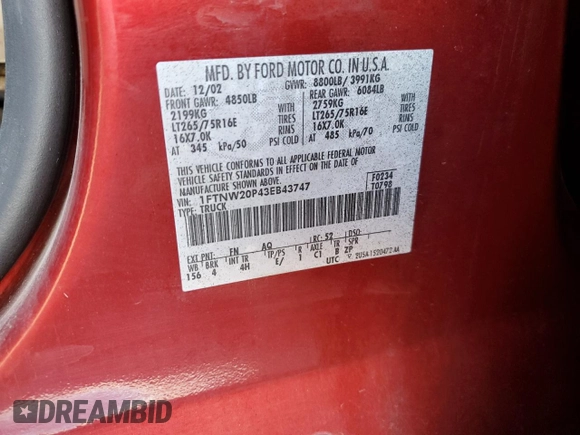 MFD. BY FORD MOTOR CO. IN U.S.A.
DATE: 12/02 GVWR: 8800LB/ 3991KG
FRONT GAWR: 4850LB REAR GAWR: 6084LB
2199KG WITH 2759KG WITH
LT265/75R16E TIRES LT265/75R16E TIRES
16X7.0K RIMS 16X7.0K RIMS
AT 345 kPa/50 PSI COLD AT 485 kPa/70 PSI COLD
THIS VEHICLE CONFORMS TO ALL APPLICABLE FEDERAL MOTOR
VEHICLE SAFETY STANDARDS IN EFFECT ON THE DATE OF
MANUFACTURE SHOWN ABOVE.
1FTNW20P43EB43747 F0234
TYPE: TRUCK T0798
EXT PNT: FN AQ RC: 52 DSO:
WB BRK INT TR TP/PS R AXLE TR SPR
156 4 4H E/ 1 C1 B ZP
UTC
DREAMBID